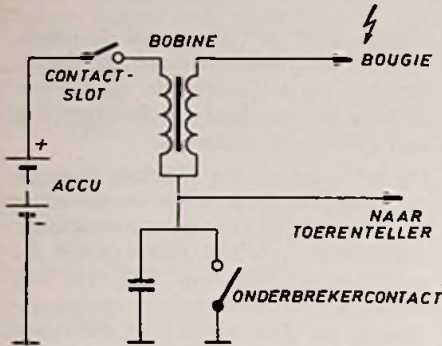 BOBINE
CONTACT-
SLOT
BOUGIE
+
ACCU
-
NAAR
TOERENTELLER
ONDERBREKERCONTACT